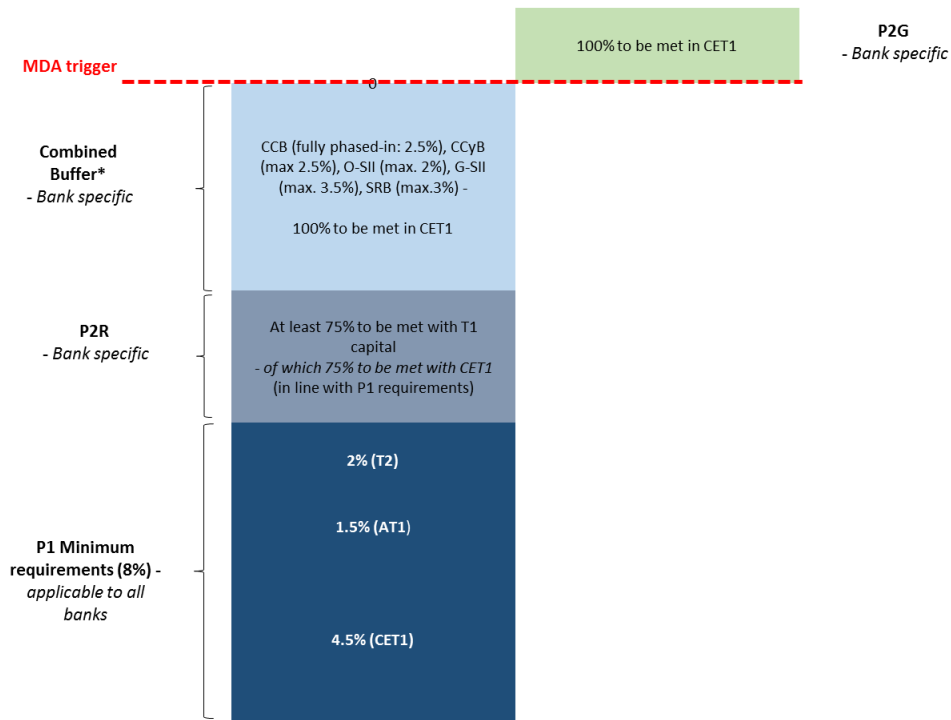 100% to be met in CET1
P2G
- Bank specific
MDA trigger
0
Combined
Buffer*
- Bank specific
CCB (fully phased-in: 2.5%), CCyB
(max 2.5%), O-SII (max. 2%), G-SII
(max. 3.5%), SRB (max.3%) -
100% to be met in CET1
P2R
- Bank specific
At least 75% to be met with T1
capital
- of which 75% to be met with CET1
(in line with P1 requirements)
P1 Minimum
requirements (8%) -
applicable to all
banks
2% (T2)
1.5% (AT1)
4.5% (CET1)